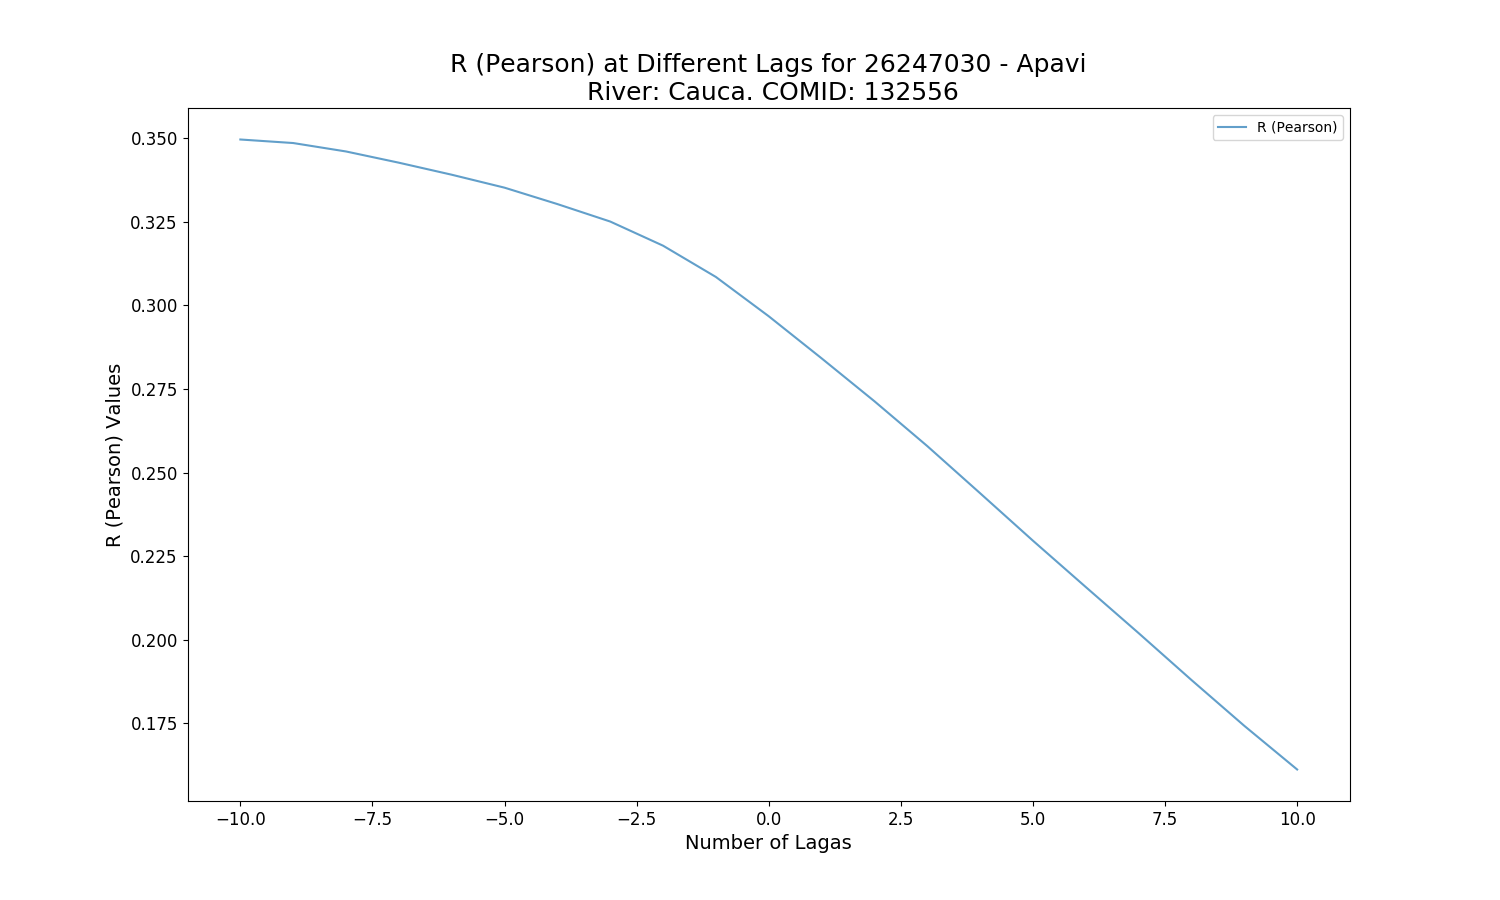 R (Pearson) at Different Lags for 26247030 - Apavi
River: Cauca. COMID: 132556
R (Pearson)
R (Pearson) Values
0.350
0.325
0.300
0.275
0.250
0.225
0.200
0.175
−10.0 −7.5 −5.0 −2.5 0.0 2.5 5.0 7.5 10.0
Number of Lagas